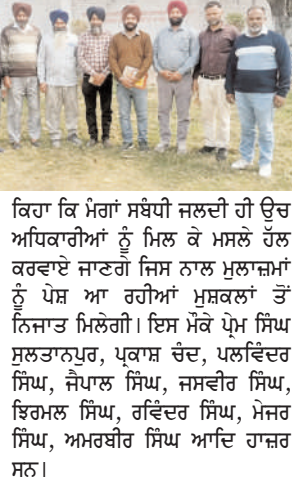 ਕਿਹਾ ਕਿ ਮੰਗਾਂ ਸਬੰਧੀ ਜਲਦੀ ਹੀ ਉਚ
ਅਧਿਕਾਰੀਆਂ ਨੂੰ ਮਿਲ ਕੇ ਮਸਲੇ ਹੱਲ
ਕਰਵਾਏ ਜਾਣਗੇ ਜਿਸ ਨਾਲ ਮੁਲਾਜ਼ਮਾਂ
ਨੂੰ ਪੇਸ਼ ਆ ਰਹੀਆਂ ਮੁਸ਼ਕਲਾਂ ਤੋਂ
ਨਿਜਾਤ ਮਿਲੇਗੀ। ਇਸ ਮੌਕੇ ਪ੍ਰੇਮ ਸਿੰਘ
ਸੁਲਤਾਨਪੁਰ, ਪ੍ਰਕਾਸ਼ ਚੰਦ, ਪਲਵਿੰਦਰ
ਸਿੰਘ, ਜੈਪਾਲ ਸਿੰਘ, ਜਸਵੀਰ ਸਿੰਘ,
ਝਿਰਮਲ ਸਿੰਘ, ਰਵਿੰਦਰ ਸਿੰਘ, ਮੇਜਰ
ਸਿੰਘ, ਅਮਰਬੀਰ ਸਿੰਘ ਆਦਿ ਹਾਜ਼ਰ
ਸਨ।